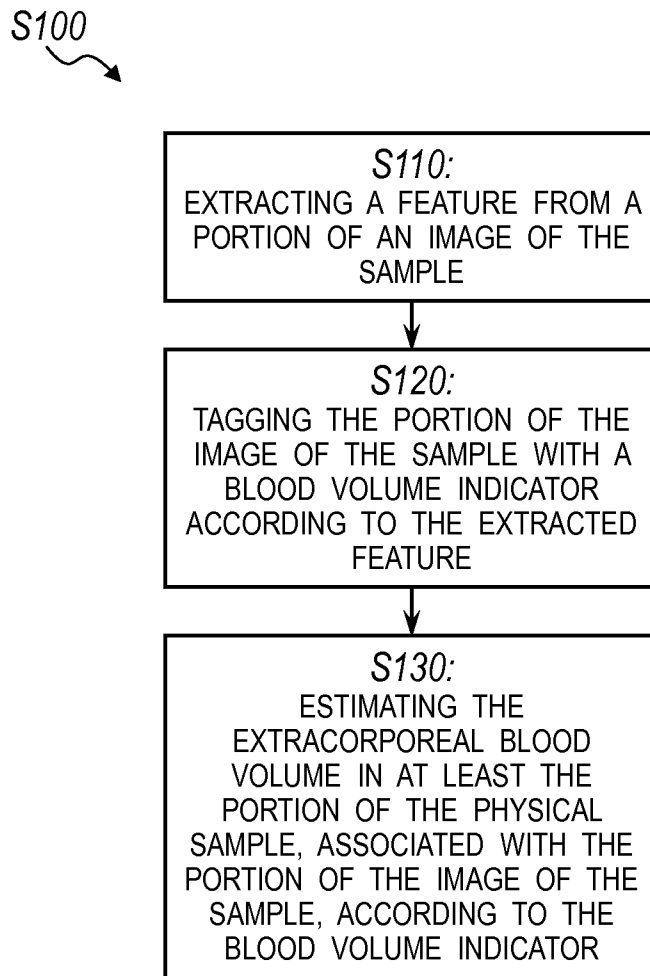 S100
S110:
EXTRACTING A FEATURE FROM A
PORTION OF AN IMAGE OF THE
SAMPLE
S120:
TAGGING THE PORTION OF THE
IMAGE OF THE SAMPLE WITH A
BLOOD VOLUME INDICATOR
ACCORDING TO THE EXTRACTED
FEATURE
S130:
ESTIMATING THE
EXTRACORPOREAL BLOOD
VOLUME IN AT LEAST THE
PORTION OF THE PHYSICAL
SAMPLE, ASSOCIATED WITH THE
PORTION OF THE IMAGE OF THE
SAMPLE, ACCORDING TO THE
BLOOD VOLUME INDICATOR